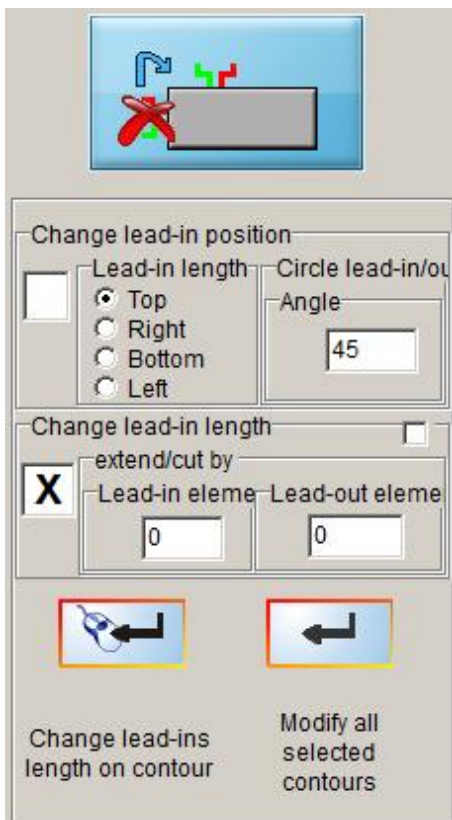 Change lead-in position
Lead-in length
Circle lead-in/ou
Top
Right
Bottom
Left
Angle
45
Change lead-in length
X
extend/cut by
Lead-in eleme
Lead-out eleme
0
0
Change lead-ins
length on contour
Modify all
selected
contours